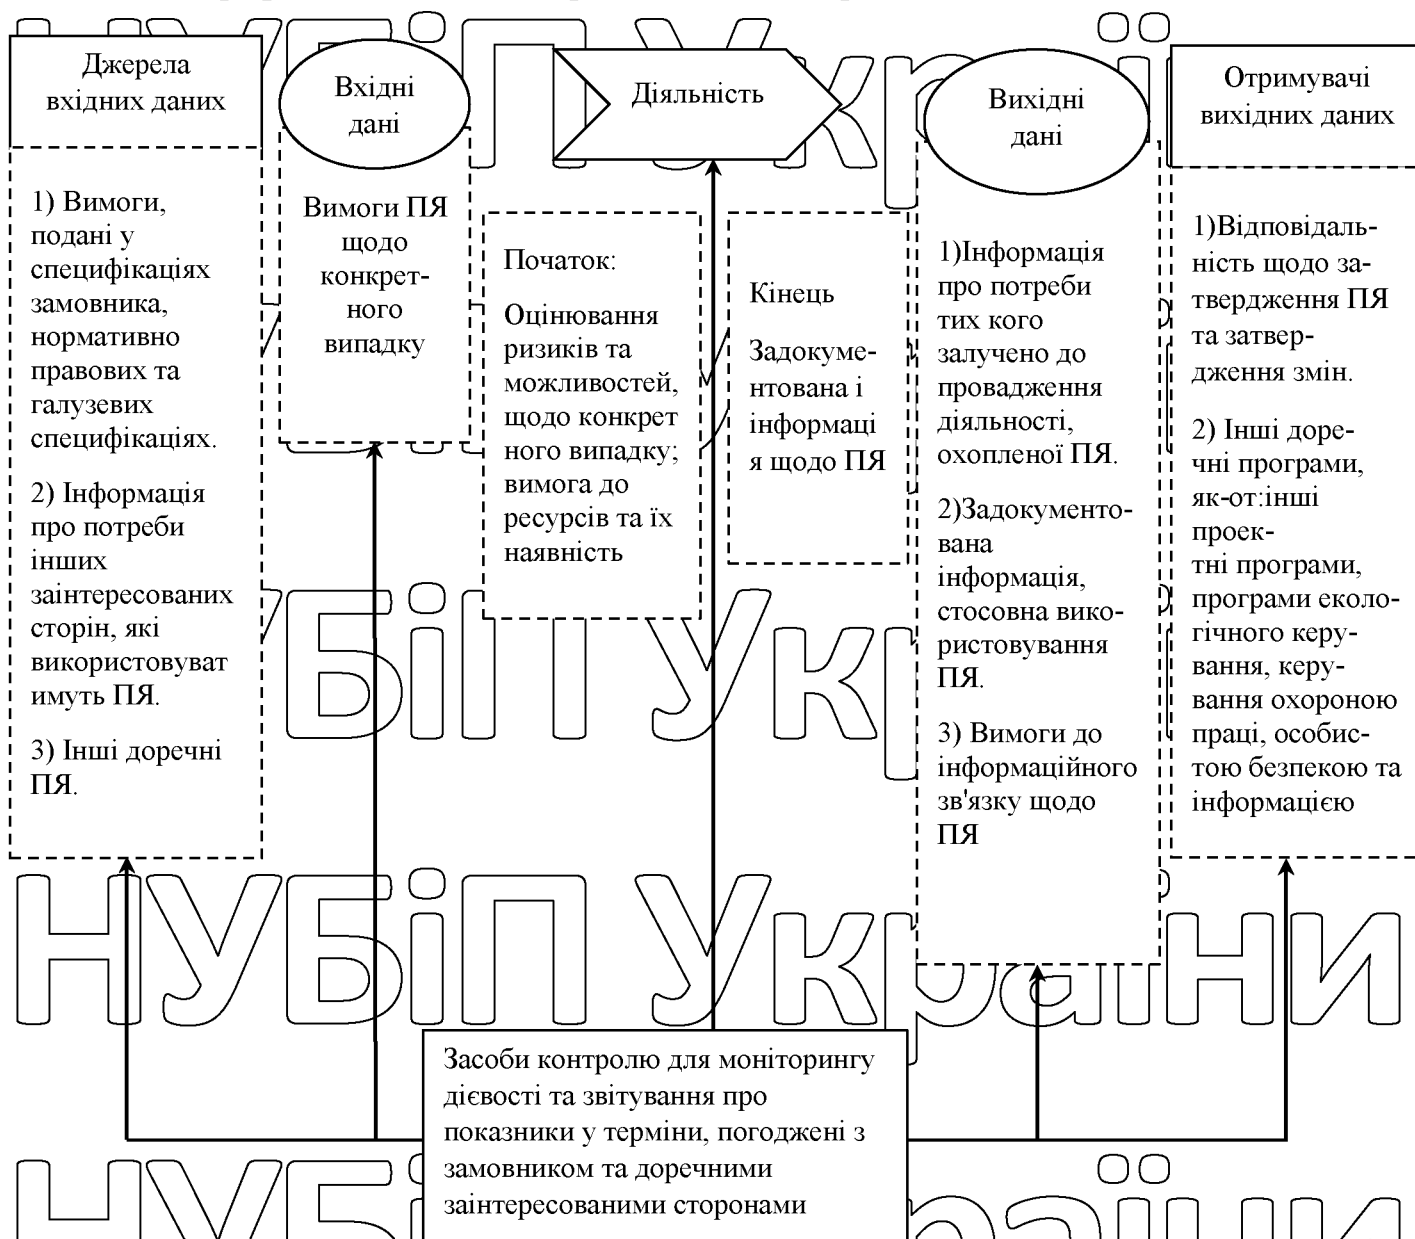 Джерела
вхідних даних
1) Вимоги,
подані у
специфікаціях
замовника,
нормативно
правових та
галузевих
специфікаціях.
2) Інформація
про потреби
інших
заінтересованих
сторін, які
використовуват
имуть ПЯ.
3) Інші доречні
ПЯ.
Вхідні
дані
Вимоги ПЯ
щодо
конкрет-
ного
випадку
Діяльність
Початок:
Оцінювання
ризиків та
можливостей,
щодо конкрет
ного випадку;
вимога до
ресурсів та їх
наявність
Кінець
Задокуме-
нтована і
інформаці
я щодо ПЯ
Вихідні
дані
1)Інформація
про потреби
тих кого
залучено до
провадження
діяльності,
охопленої ПЯ.
2)Задокументо-
вана
інформація,
стосовна вико-
ристовування
ПЯ.
3) Вимоги до
інформаційного
зв'язку щодо
ПЯ
Отримувачі
вихідних даних
1)Відповідаль-
ність щодо за-
твердження ПЯ
та затвер-
дження змін.
2) Інші доре-
чні програми,
як-от:інші
проек-
тні програми,
програми еколо-
гічного керу-
вання, керу-
вання охороною
праці, особис-
тою безпекою та
інформацією
Засоби контролю для моніторингу
дієвості та звітування про
показники у терміни, погоджені з
замовником та доречними
заінтересованими сторонами
НУБіП України
НУБіП України
НУБіП України
НУБіП України